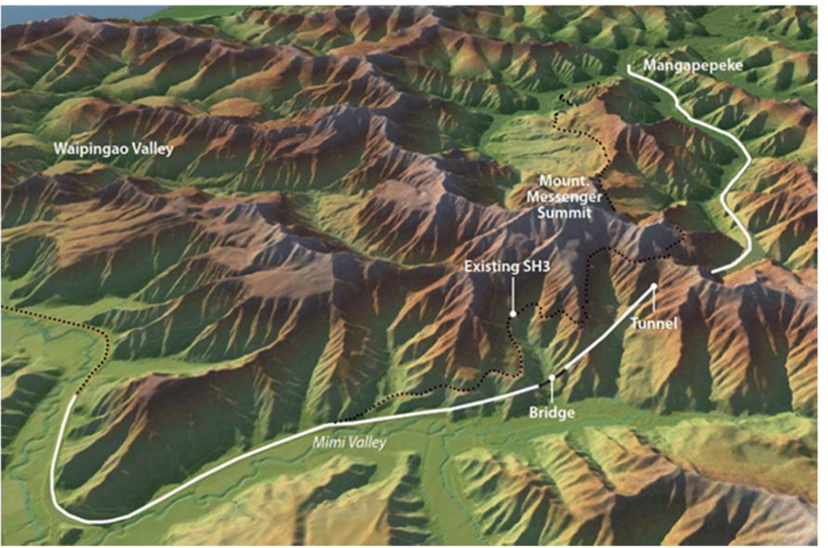 Mangapepeke
Waipingao Valley
Mount.
Messenger
Summit
Existing SH3
Tunnel
Bridge
Mimi Valley